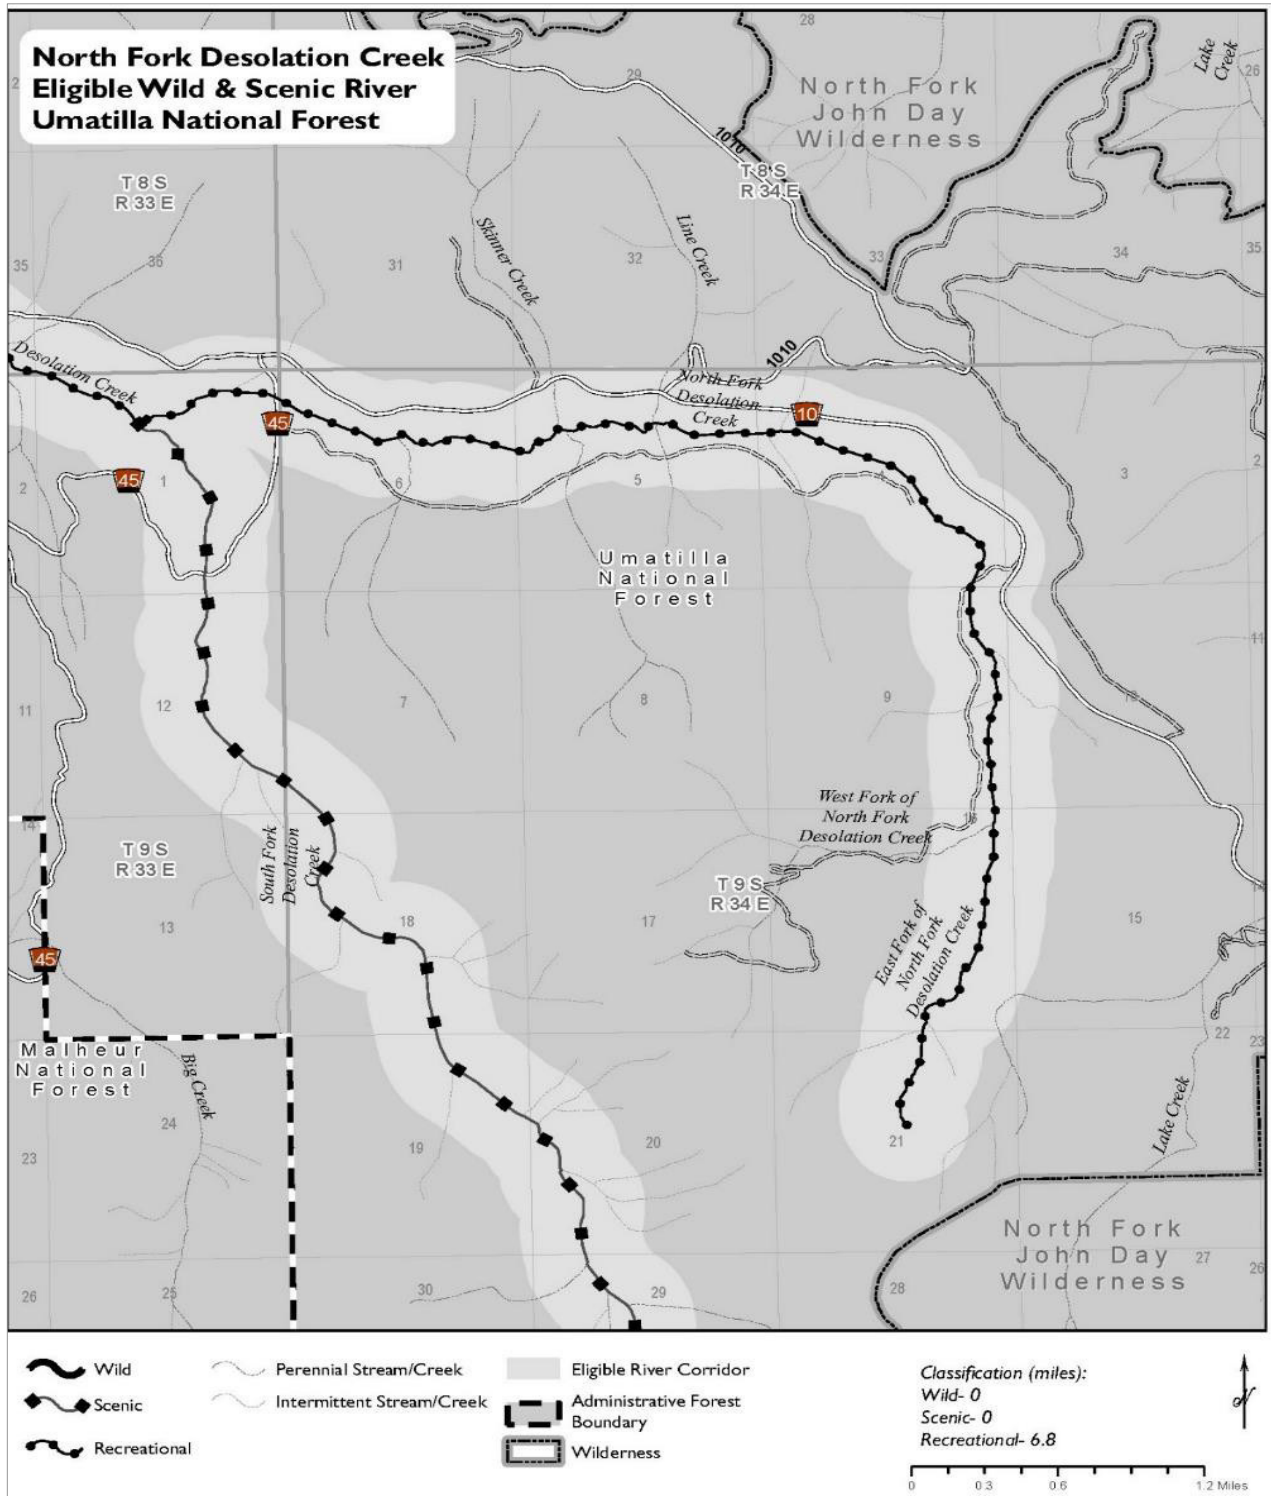 North Fork Desolation Creek
Eligible Wild & Scenic River
Umatilla National Forest
28
29
North Fork
John Day
Wilderness
Lake
Creek
26
1010
T 8 S
R 33 E
T 8 S
R 34 E
Skinner Creek
Line Creek
35
36
31
32
33
34
35
Desolation Creek
1010
North Fork
Desolation
Creek
10
45
45
2
1
6
5
4
3
2
Umatilla
National
Forest
11
12
7
8
9
10
11
West Fork of
North Fork
Desolation Creek
16
14
T 9 S
R 33 E
South Fork
Desolation
Creek
T 9 S
R 34 E
13
18
17
15
East Fork of
North Fork
Desolation Creek
45
22
23
Malheur
National
Forest
Big Creek
Lake Creek
24
23
19
20
21
North Fork
John Day
Wilderness
27
26
26
25
30
29
28
Wild
Scenic
Recreational
Perennial Stream/Creek
Intermittent Stream/Creek
Eligible River Corridor
Administrative Forest
Boundary
Wilderness
Classification (miles):
Wild- 0
Scenic- 0
Recreational- 6.8
N
0 0.3 0.6 1.2 Miles